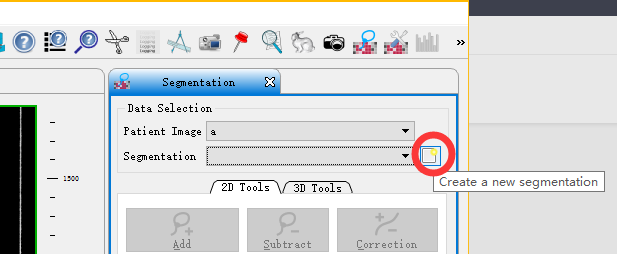 »
Segmentation
Data Selection
Patient Image a
1500
Segmentation
Create a new segmentation
2D Tools 3D Tools
Add Subtract Correction